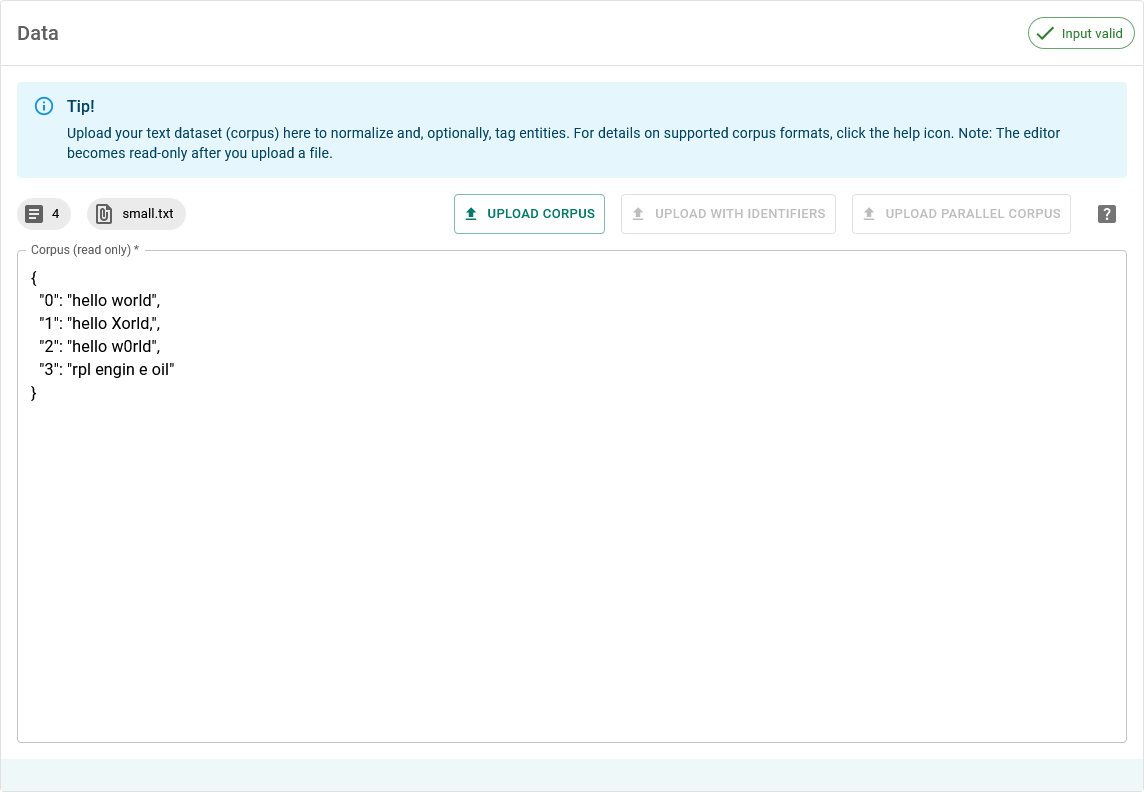 Data
Input valid
Tip!
Upload your text dataset (corpus) here to normalize and, optionally, tag entities. For details on supported corpus formats, click the help icon. Note: The editor
becomes read-only after you upload a file.
4 small.txt UPLOAD CORPUS UPLOAD WITH IDENTIFIERS UPLOAD PARALLEL CORPUS ?
Corpus (read only) *
{
"0": "hello world",
"1": "hello Xorld,",
"2": "hello w0rld",
"3": "rpl engin e oil"
}